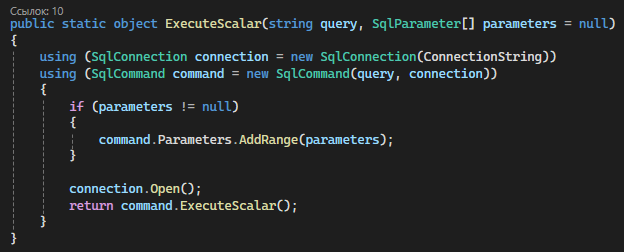 Ссылок: 10
public static object ExecuteScalar(string query, SqlParameter[] parameters = null)
{
    using (SqlConnection connection = new SqlConnection(ConnectionString))
    using (SqlCommand command = new SqlCommand(query, connection))
    {
        if (parameters != null)
        {
            command.Parameters.AddRange(parameters);
        }

        connection.Open();
        return command.ExecuteScalar();
    }
}